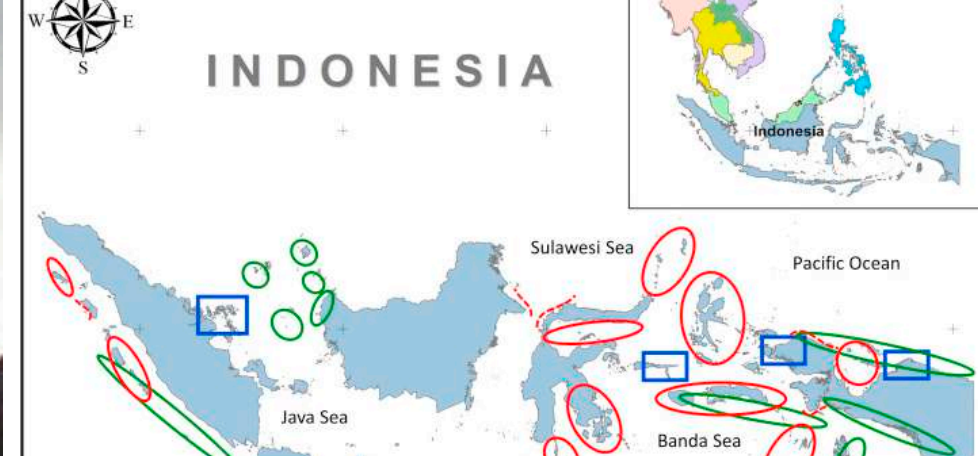 W
E
S
INDONESIA
Indonesia
Sulawesi Sea
Pacific Ocean
Java Sea
Banda Sea